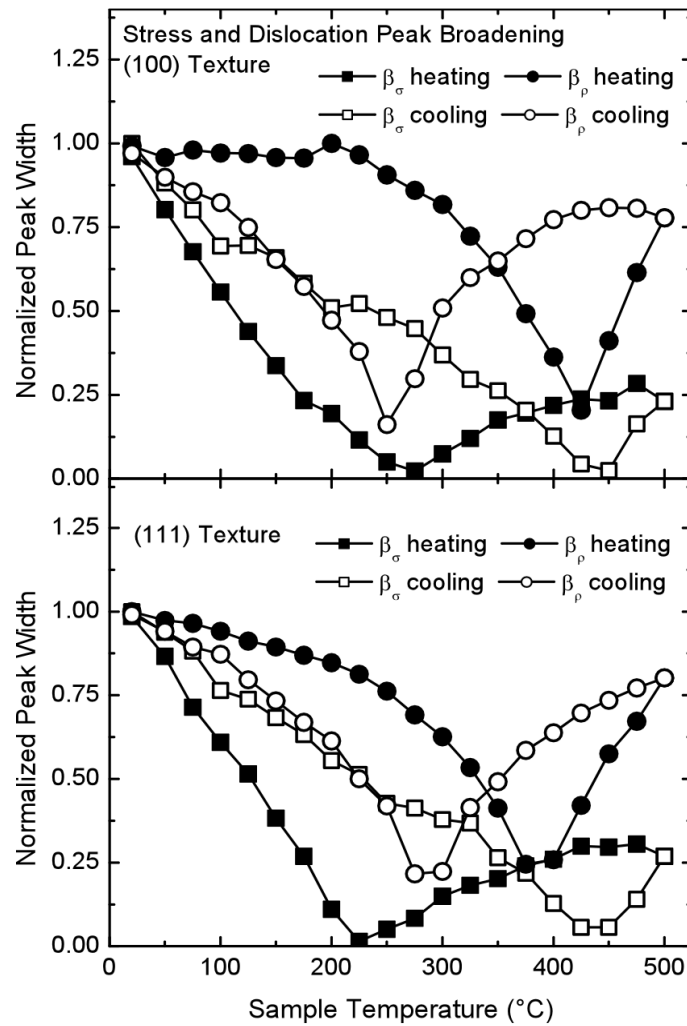 Stress and Dislocation Peak Broadening
(100) Texture
β_σ heating
β_ρ heating
β_σ cooling
β_ρ cooling
1.25
1.00
0.75
0.50
0.25
0.00
Normalized Peak Width
(111) Texture
β_σ heating
β_ρ heating
β_σ cooling
β_ρ cooling
1.25
1.00
0.75
0.50
0.25
0.00
Normalized Peak Width
0
100
200
300
400
500
Sample Temperature (°C)